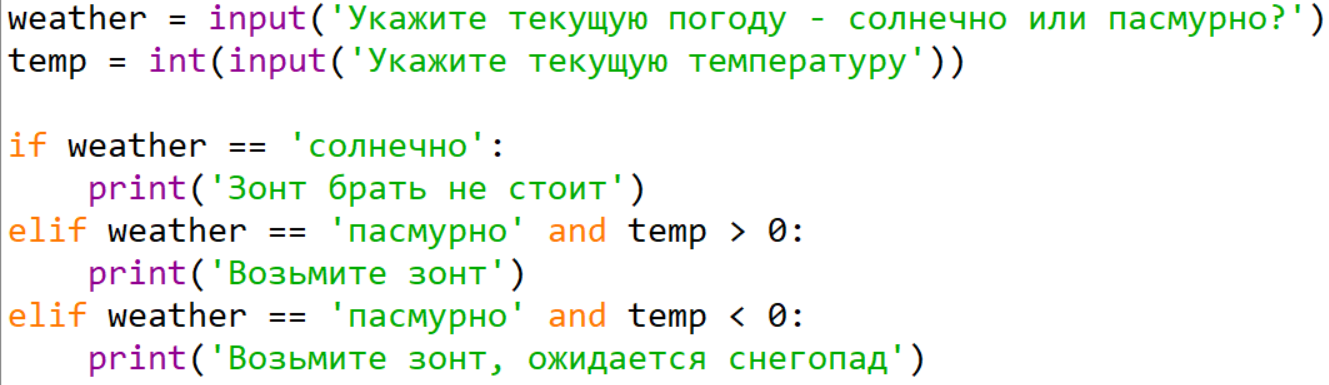 weather = input('Укажите текущую погоду - солнечно или пасмурно?')
temp = int(input('Укажите текущую температуру'))
if weather == 'солнечно':
    print('Зонт брать не стоит')
elif weather == 'пасмурно' and temp > 0:
    print('Возьмите зонт')
elif weather == 'пасмурно' and temp < 0:
    print('Возьмите зонт, ожидается снегопад')